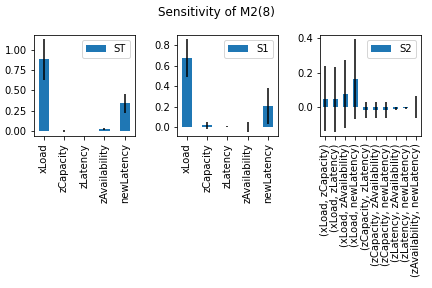 Sensitivity of M2(8)
ST
1.00
0.75
0.50
0.25
0.00
xLoad
zCapacity
zLatency
zAvailability
newLatency
S1
0.8
0.6
0.4
0.2
0.0
xLoad
zCapacity
zLatency
zAvailability
newLatency
S2
0.4
0.2
0.0
(xLoad, zCapacity)
(xLoad, zLatency)
(xLoad, zAvailability)
(xLoad, newLatency)
(zCapacity, zLatency)
(zCapacity, zAvailability)
(zCapacity, newLatency)
(zLatency, zAvailability)
(zLatency, newLatency)
(zAvailability, newLatency)